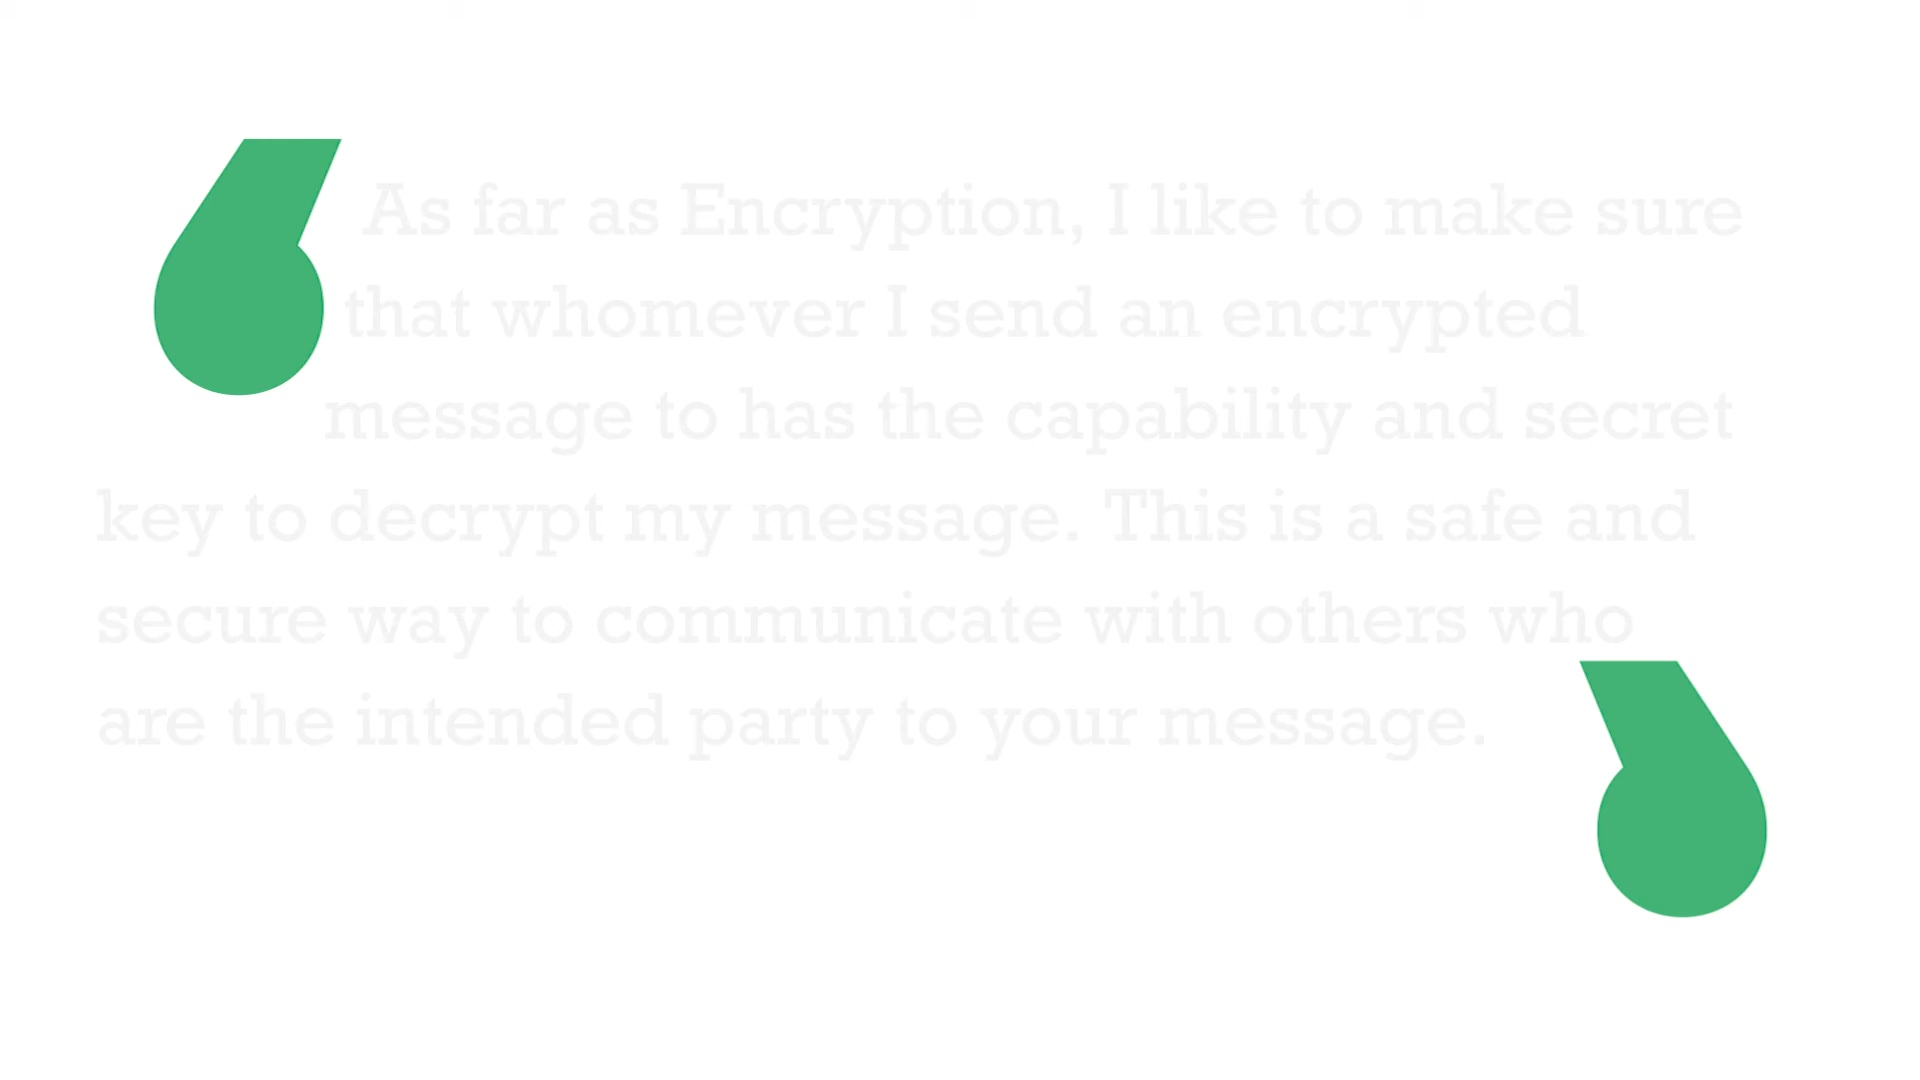 As far as Encryption, I like to make sure
that whomever I send an encrypted
message to has the capability and secret
key to decrypt my message. This is a safe and
secure way to communicate with others who
are the intended party to your message.